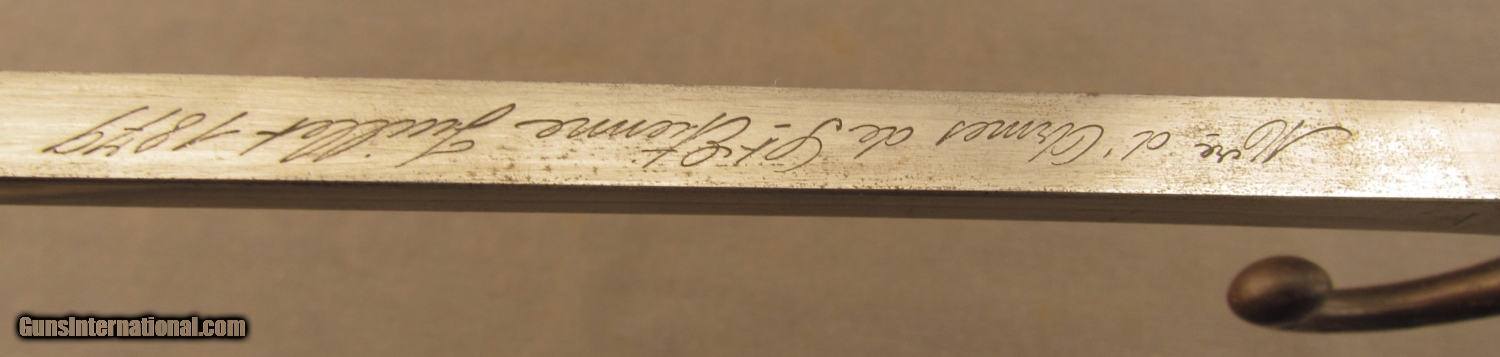 Mre d'Armes de St. Etienne Juillet 1879
GunsInternational.com